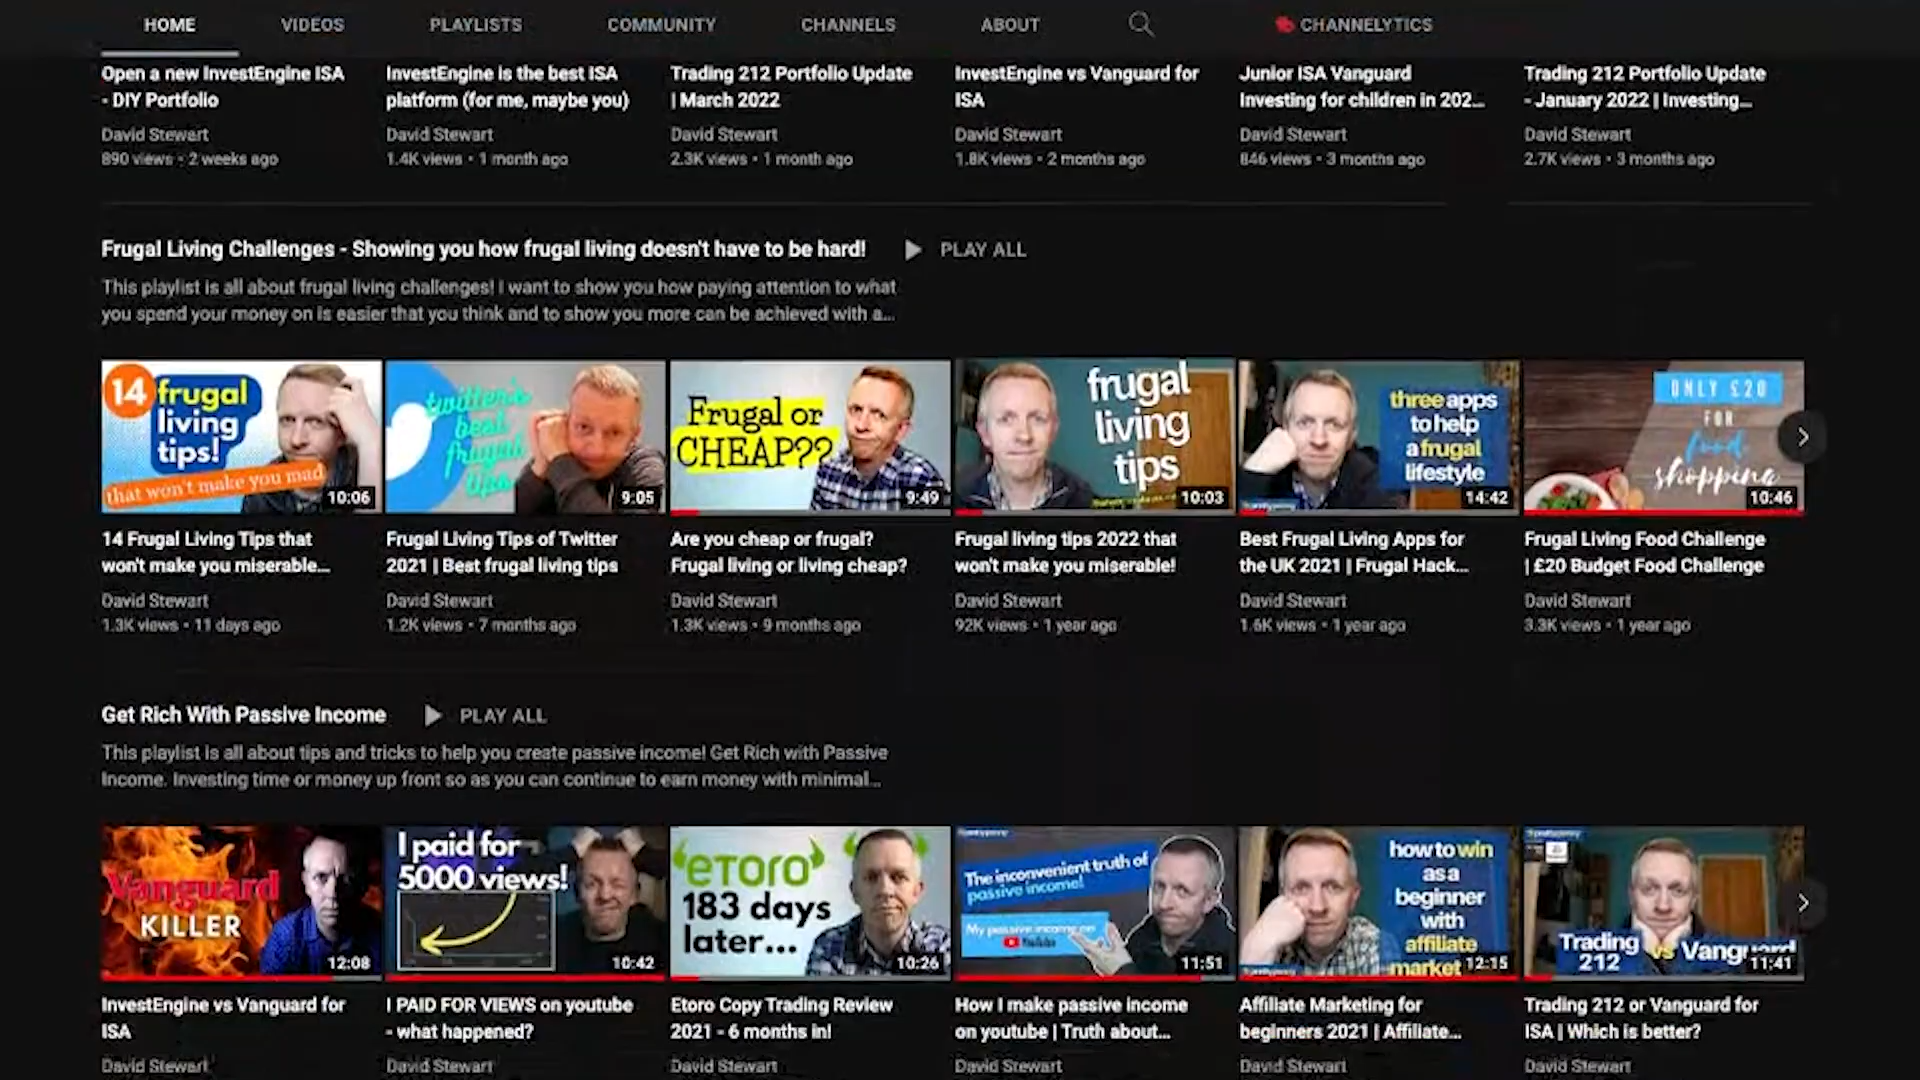 HOME VIDEOS PLAYLISTS COMMUNITY CHANNELS ABOUT CHANNELYTICS
Open a new InvestEngine ISA
- DIY Portfolio
David Stewart
890 views • 2 weeks ago
InvestEngine is the best ISA
platform (for me, maybe you)
David Stewart
1.4K views • 1 month ago
Trading 212 Portfolio Update
| March 2022
David Stewart
2.3K views • 1 month ago
InvestEngine vs Vanguard for
ISA
David Stewart
1.8K views • 2 months ago
Junior ISA Vanguard
Investing for children in 202...
David Stewart
846 views • 3 months ago
Trading 212 Portfolio Update
- January 2022 | Investing...
David Stewart
2.7K views • 3 months ago
Frugal Living Challenges - Showing you how frugal living doesn't have to be hard! PLAY ALL
This playlist is all about frugal living challenges! I want to show you how paying attention to what
you spend your money on is easier that you think and to show you more can be achieved with a...
14 frugal
living
tips!
that won't make you mad
10:06
14 Frugal Living Tips that
won't make you miserable...
David Stewart
1.3K views • 11 days ago
twitter's
best
frugal
tips
9:05
Frugal Living Tips of Twitter
2021 | Best frugal living tips
David Stewart
1.2K views • 7 months ago
Frugal or
CHEAP??
9:49
Are you cheap or frugal?
Frugal living or living cheap?
David Stewart
1.3K views • 9 months ago
frugal
living
tips
10:03
Frugal living tips 2022 that
won't make you miserable!
David Stewart
92K views • 1 year ago
three apps
to help
a frugal
lifestyle
14:42
Best Frugal Living Apps for
the UK 2021 | Frugal Hack...
David Stewart
1.6K views • 1 year ago
ONLY £20
FOR
food
shopping
10:46
Frugal Living Food Challenge
| £20 Budget Food Challenge
David Stewart
3.3K views • 1 year ago
Get Rich With Passive Income PLAY ALL
This playlist is all about tips and tricks to help you create passive income! Get Rich with Passive
Income. Investing time or money up front so as you can continue to earn money with minimal...
Vanguard
KILLER
12:08
InvestEngine vs Vanguard for
ISA
David Stewart
I paid for
5000 views!
10:42
I PAID FOR VIEWS on youtube
- what happened?
David Stewart
eTORO
183 days
later...
10:26
Etoro Copy Trading Review
2021 - 6 months in!
David Stewart
The inconvenient truth of
passive income!
My passive income on
YouTube
11:51
How I make passive income
on youtube | Truth about...
David Stewart
how to win
as a
beginner
with
affiliate
market
12:15
Affiliate Marketing for
beginners 2021 | Affiliate...
David Stewart
Trading
212 vs Vanguard
11:41
Trading 212 or Vanguard for
ISA | Which is better?
David Stewart